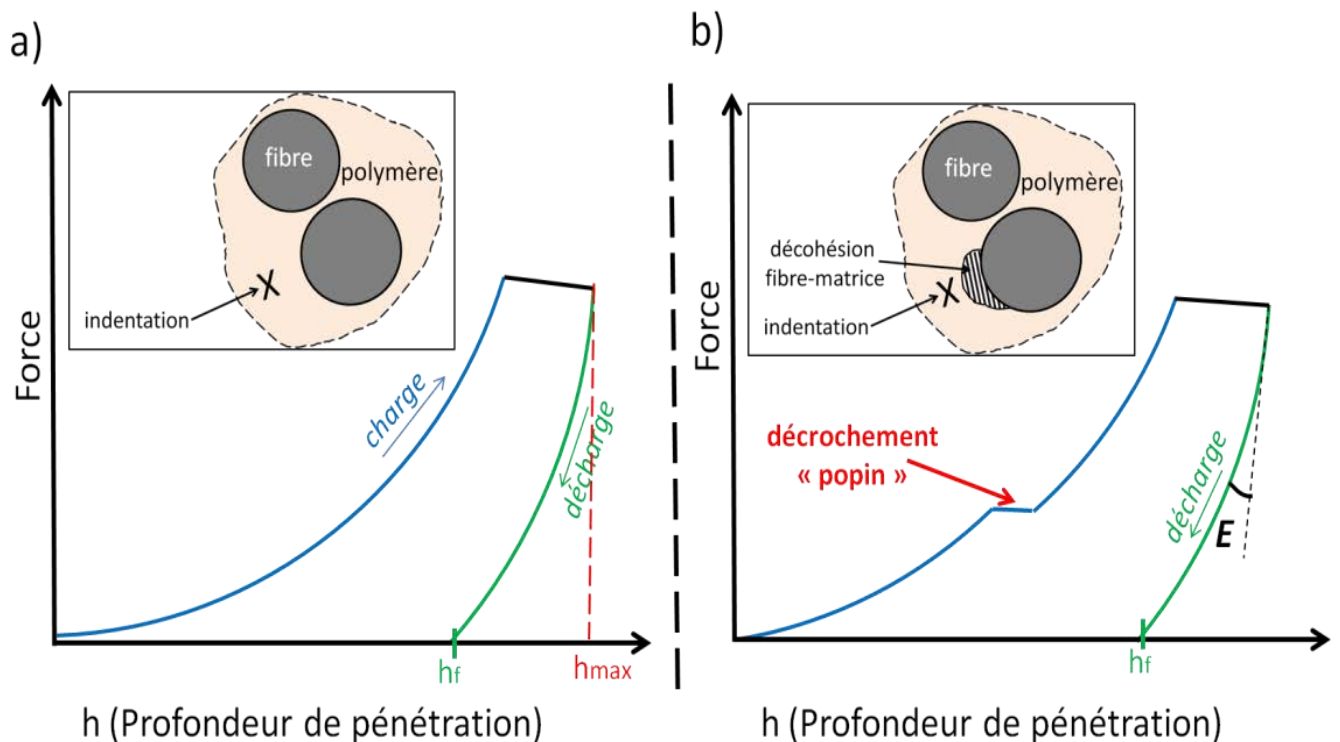 a)
fibre
polymère
indentation
Force
charge
décharge
hf
hmax
h (Profondeur de pénétration)
b)
fibre
polymère
décohésion
fibre-matrice
indentation
Force
décrochement
« popin »
décharge
E
hf
h (Profondeur de pénétration)